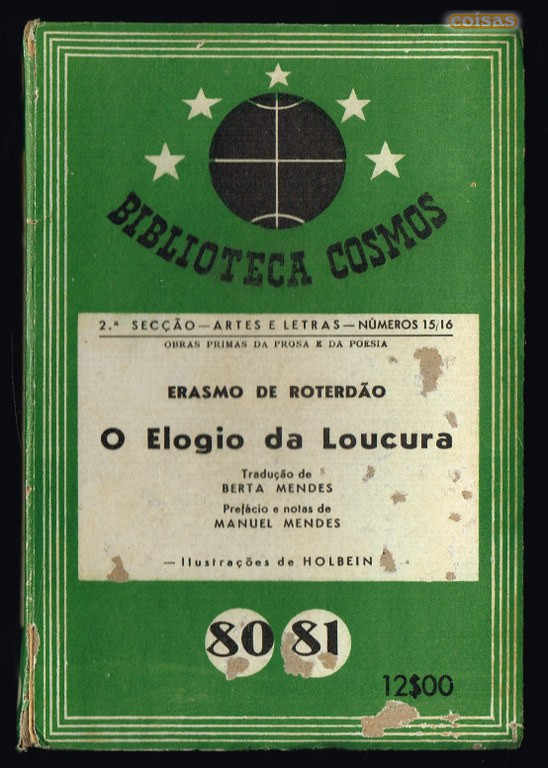 coisas
BIBLIOTECA COSMOS
2.ª SECÇÃO — ARTES E LETRAS — NÚMEROS 15/16
OBRAS PRIMAS DA PROSA E DA POESIA
ERASMO DE ROTERDÃO
O Elogio da Loucura
Tradução de
BERTA MENDES
Prefácio e notas de
MANUEL MENDES
— Ilustrações de HOLBEIN
80 81
12$00